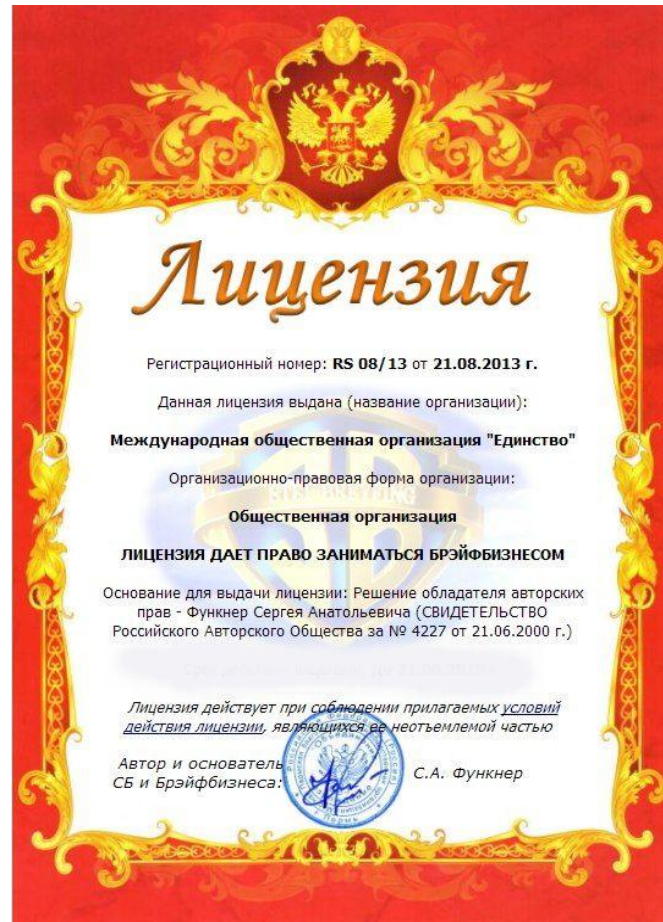 Лицензия
Регистрационный номер: RS 08/13 от 21.08.2013 г.
Данная лицензия выдана (название организации):
Международная общественная организация "Единство"
Организационно-правовая форма организации:
Общественная организация
ЛИЦЕНЗИЯ ДАЕТ ПРАВО ЗАНИМАТЬСЯ БРЭЙФБИЗНЕСОМ
Основание для выдачи лицензии: Решение обладателя авторских
прав - Функнер Сергея Анатольевича (СВИДЕТЕЛЬСТВО
Российского Авторского Общества за № 4227 от 21.06.2000 г.)
Лицензия действует при соблюдении прилагаемых условий
действия лицензии, являющихся ее неотъемлемой частью
Автор и основатель
СБ и Брэйфбизнеса:
С.А. Функнер